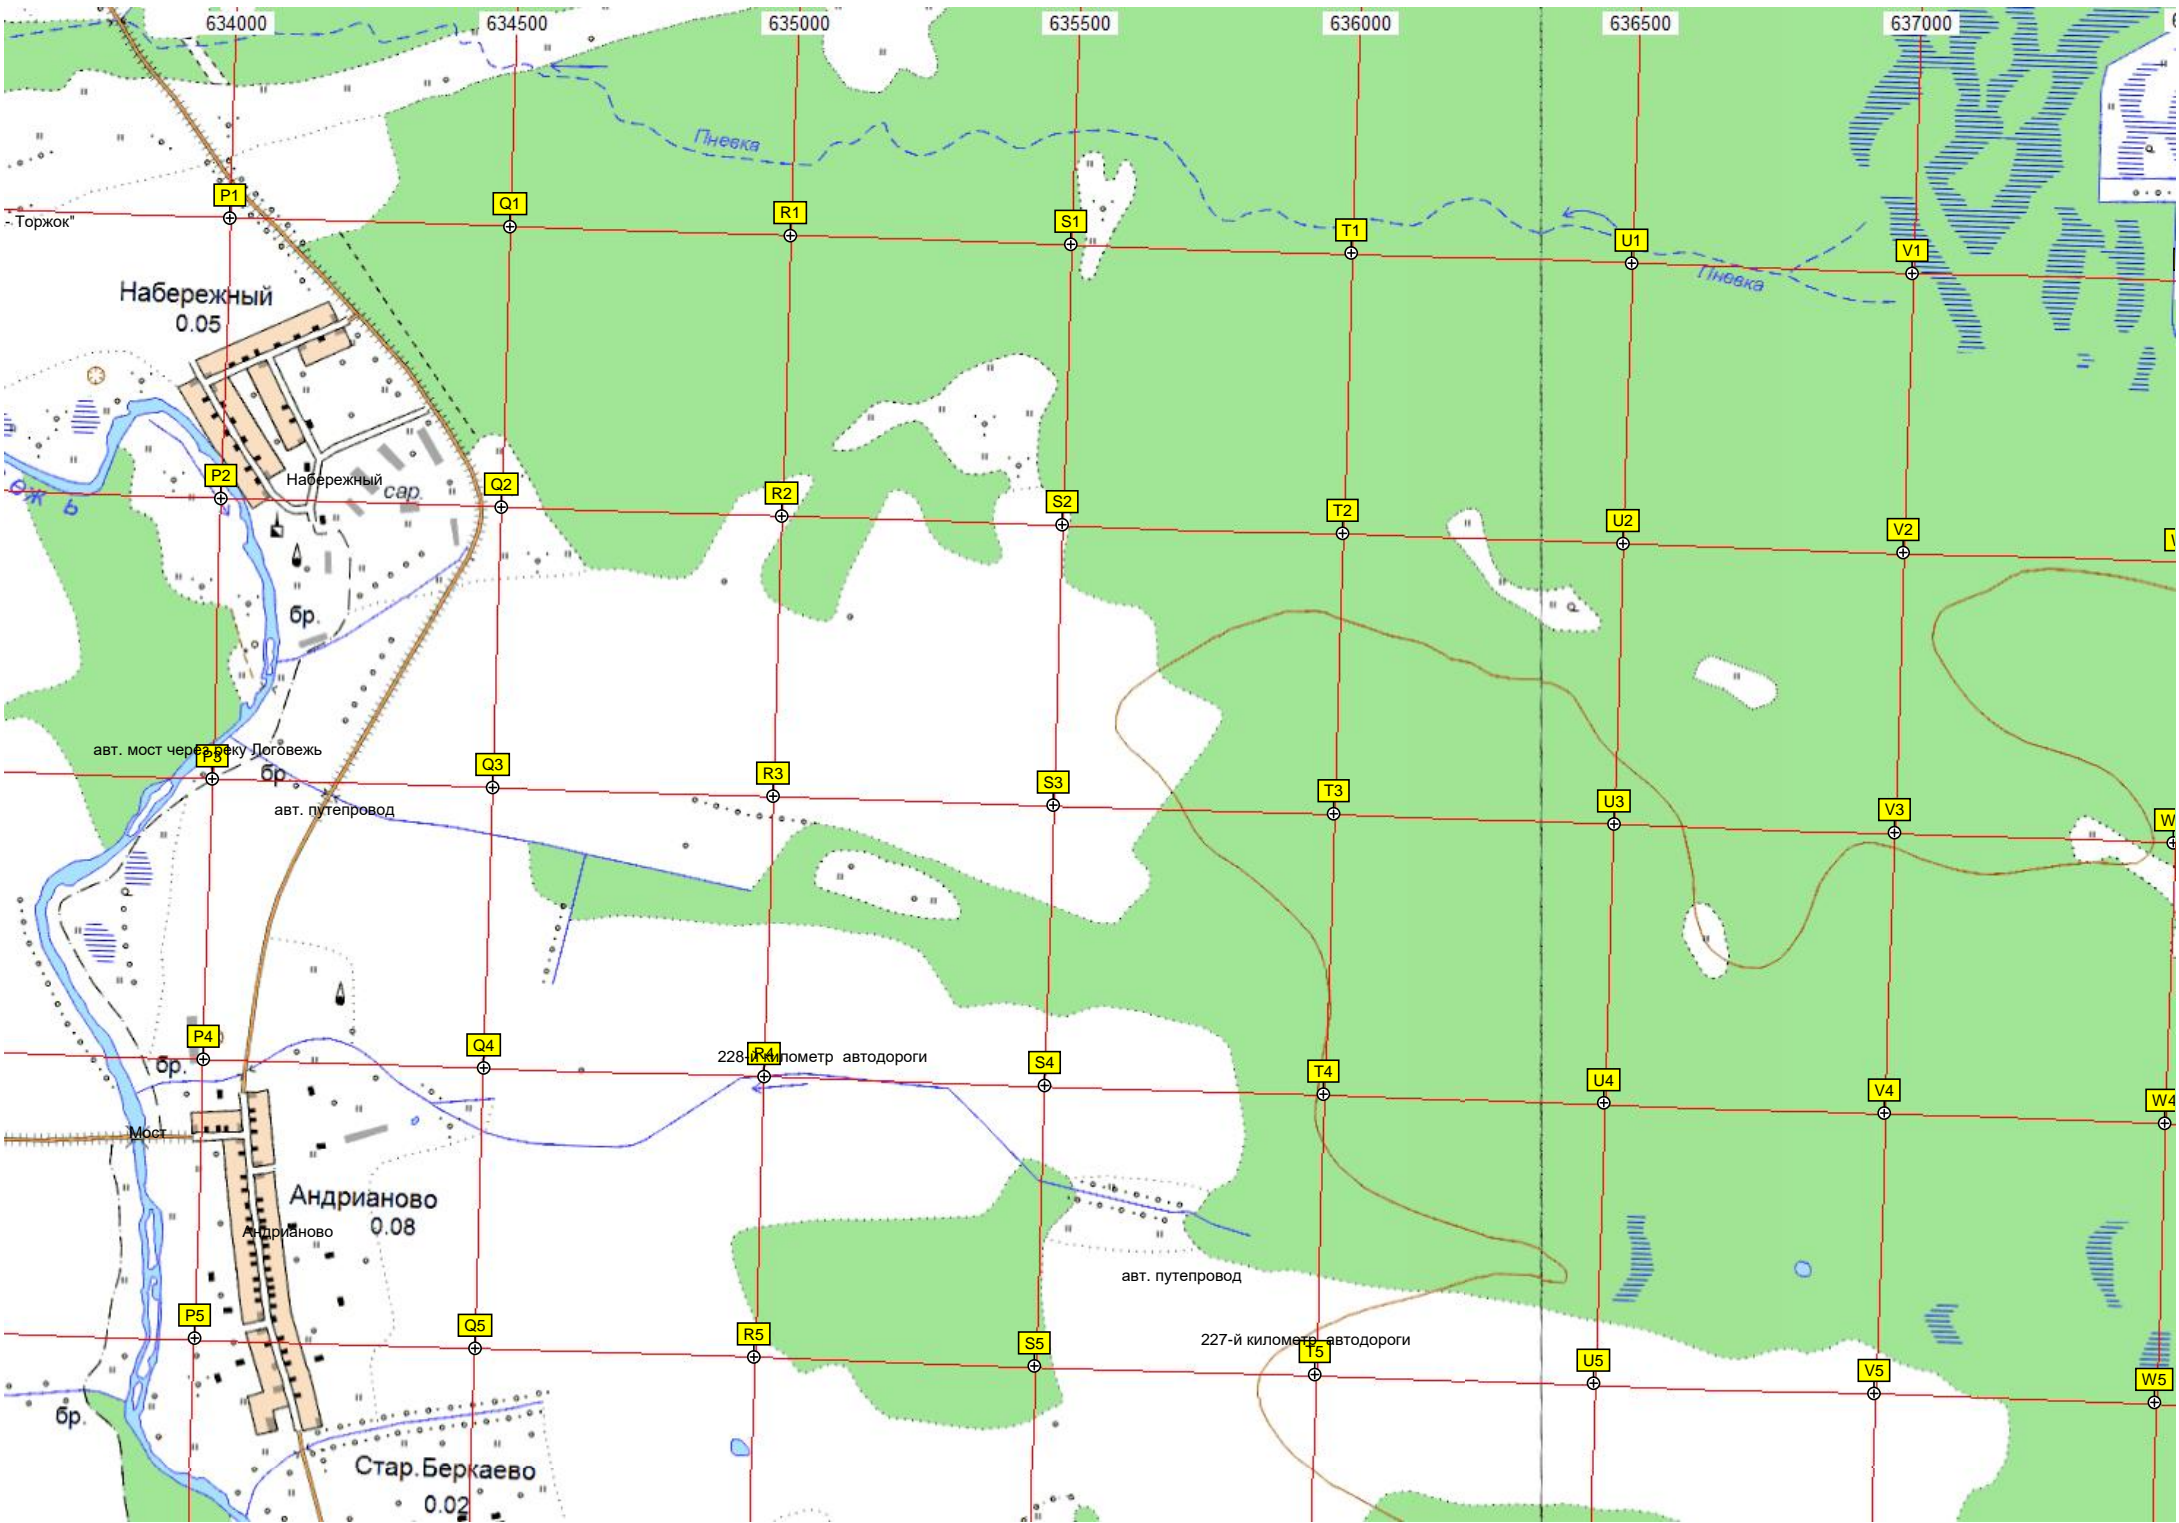 634000 634500 635000 635500 636000 636500 637000
Пневка
P1 Q1 R1 S1 T1 U1 V1
- Торжок"
Пневка
Набережный
0.05
P2 Q2 R2 S2 T2 U2 V2
Набережный
сар.
бр.
авт. мост через реку Логовежь
P3 Q3 R3 S3 T3 U3 V3 W
бр.
авт. путепровод
P4 Q4 R4 S4 T4 U4 V4 W4
228-й километр автодороги
бр.
Мост
Андрианово
0.08
Андрианово
авт. путепровод
P5 Q5 R5 S5 T5 U5 V5 W5
227-й километр автодороги
бр.
Стар.Беркаево
0.02